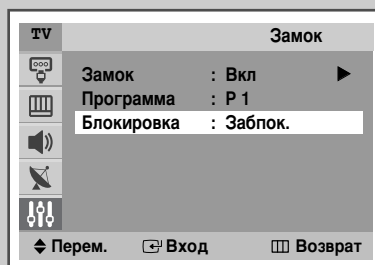 TV Замок
Замок : Вкл
Программа : P 1
Блокировка : Забпок.
Перем. Вход Возврат